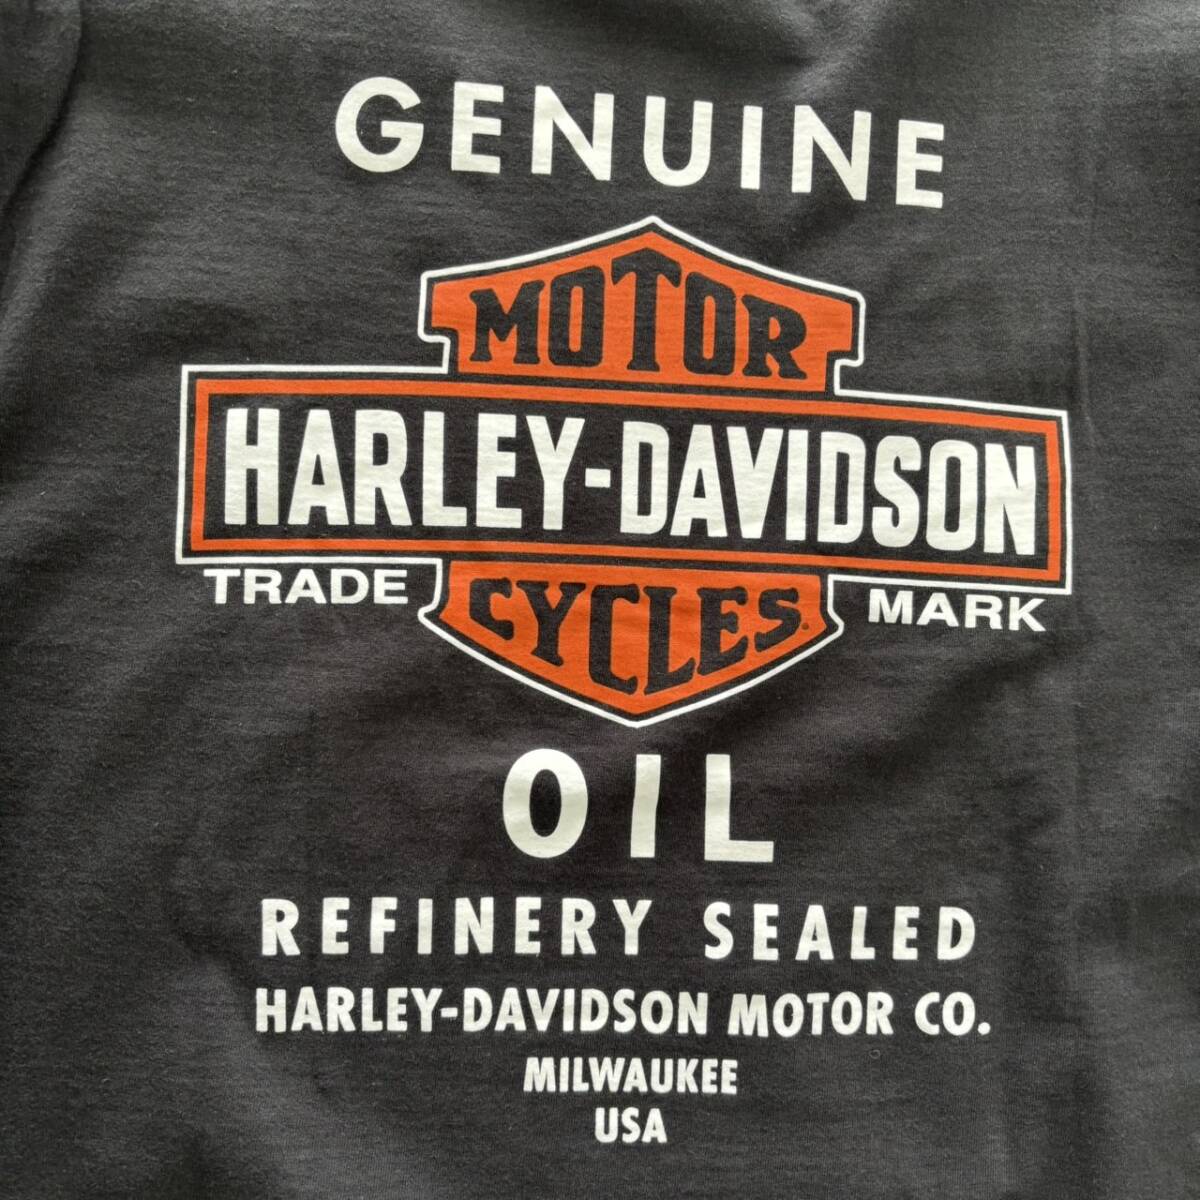 GENUINE
MOTOR
HARLEY-DAVIDSON
TRADE MARK
CYCLES
OIL
REFINERY SEALED
HARLEY-DAVIDSON MOTOR CO.
MILWAUKEE
USA